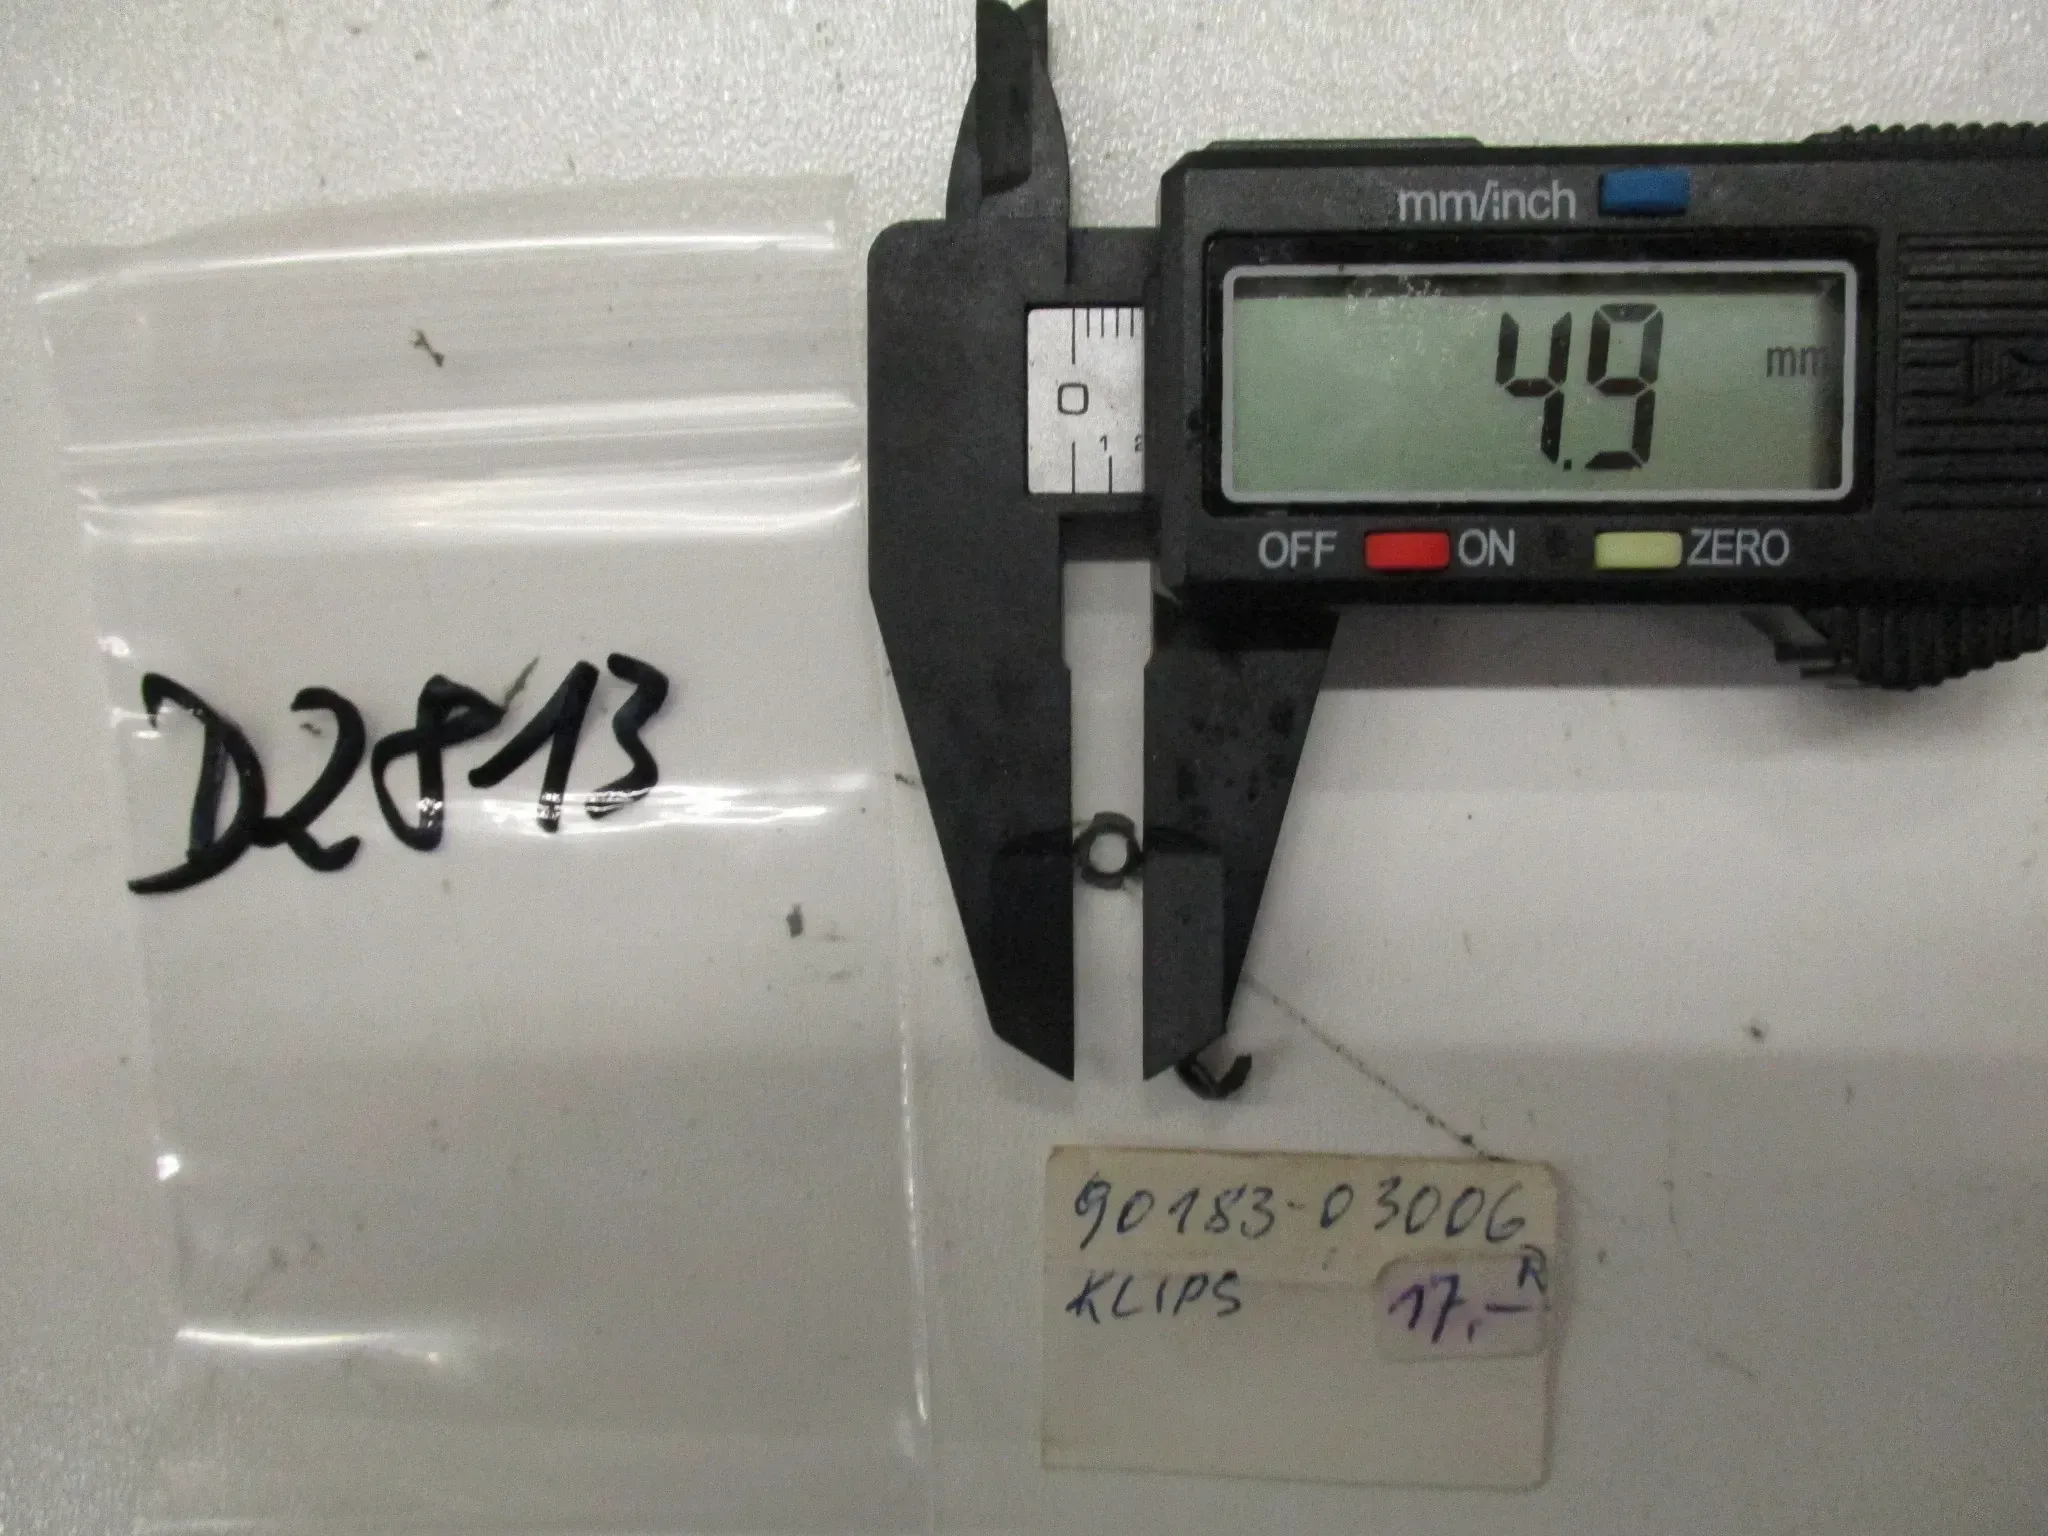 mm/inch
4.9 mm
0
1 2
OFF ON ZERO
D2813
90183-03006
KLIPS 17,- R